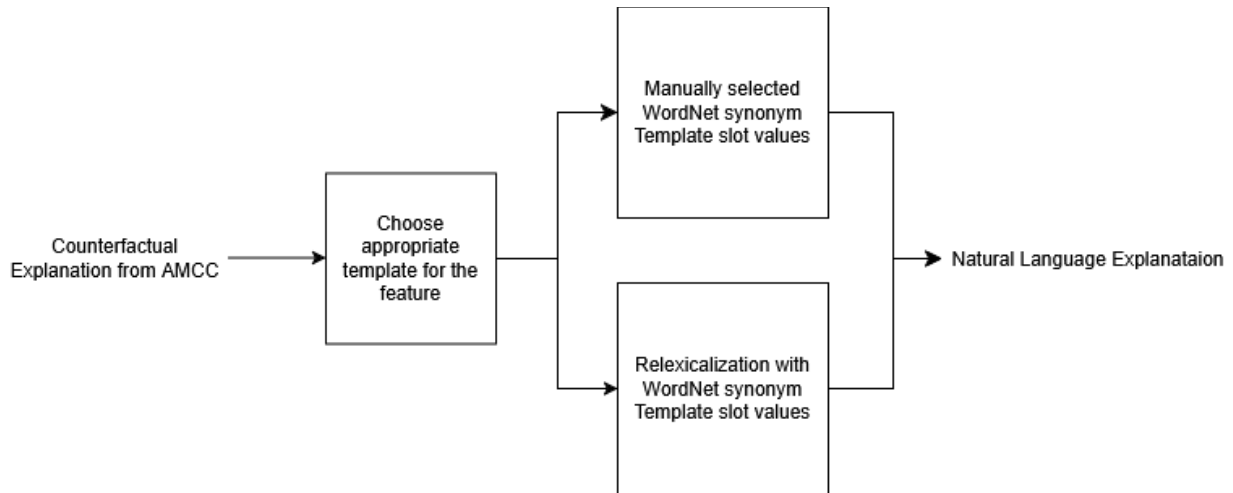 Counterfactual
Explanation from AMCC
Choose
appropriate
template for the
feature
Manually selected
WordNet synonym
Template slot values
Relexicalization with
WordNet synonym
Template slot values
Natural Language Explanataion